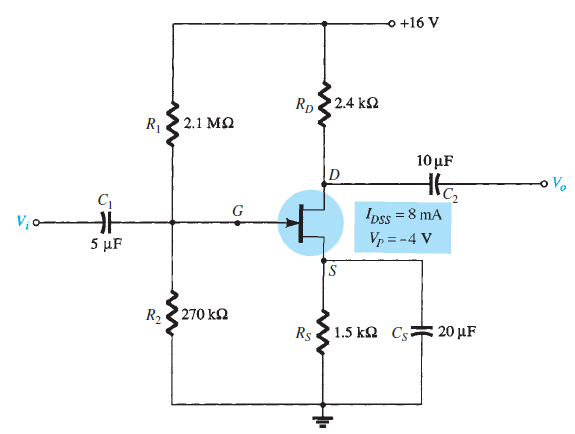 +16 V
R_D 2.4 kΩ
R_1 2.1 MΩ
10 μF
D
C_2
V_o
C_1
G
I_DSS = 8 mA
V_P = -4 V
V_i
5 μF
S
R_2 270 kΩ
R_S 1.5 kΩ C_S 20 μF